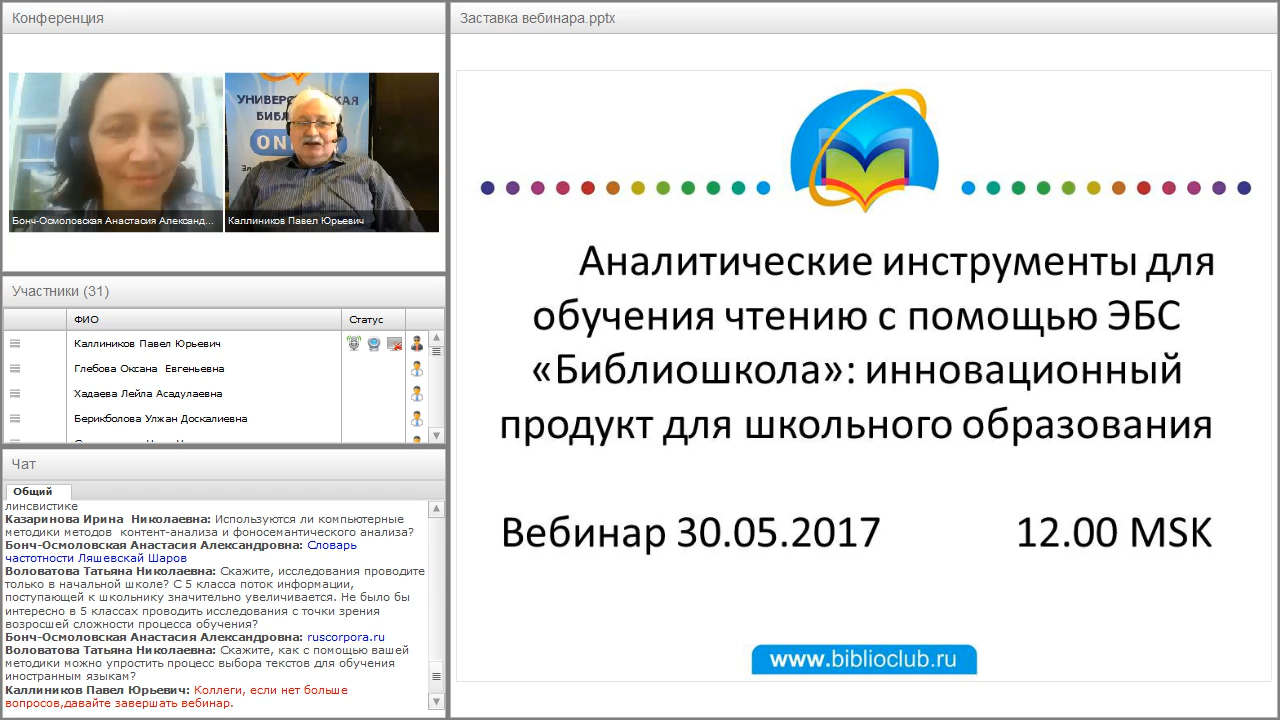 Конференция
УНИВЕРС КАЯ
БИБЛ
ONL
Бонч-Осмоловская Анастасия Александ...
Каллиников Павел Юрьевич
Участники (31)
ФИО
Статус
Каллиников Павел Юрьевич
Глебова Оксана Евгеньевна
Хадаева Лейла Асадулаевна
Берикболова Улжан Доскалиевна
Чат
Общий
линсвистике
Казаринова Ирина Николаевна: Используются ли компьютерные
методики методов контент-анализа и фоносемантического анализа?
Бонч-Осмоловская Анастасия Александровна: Словарь
частотности Ляшевскай Шаров
Воловатова Татьяна Николаевна: Скажите, исследования проводите
только в начальной школе? С 5 класса поток информации,
поступающей к школьнику значительно увеличивается. Не было бы
интересно в 5 классах проводить исследования с точки зрения
возросшей сложности процесса обучения?
Бонч-Осмоловская Анастасия Александровна: ruscorpora.ru
Воловатова Татьяна Николаевна: Скажите, как с помощью вашей
методики можно упростить процесс выбора текстов для обучения
иностранным языкам?
Каллиников Павел Юрьевич: Коллеги, если нет больше
вопросов,давайте завершать вебинар.
Заставка вебинара.pptx
Аналитические инструменты для
обучения чтению с помощью ЭБС
«Библиошкола»: инновационный
продукт для школьного образования
Вебинар 30.05.2017 12.00 MSK
www.biblioclub.ru